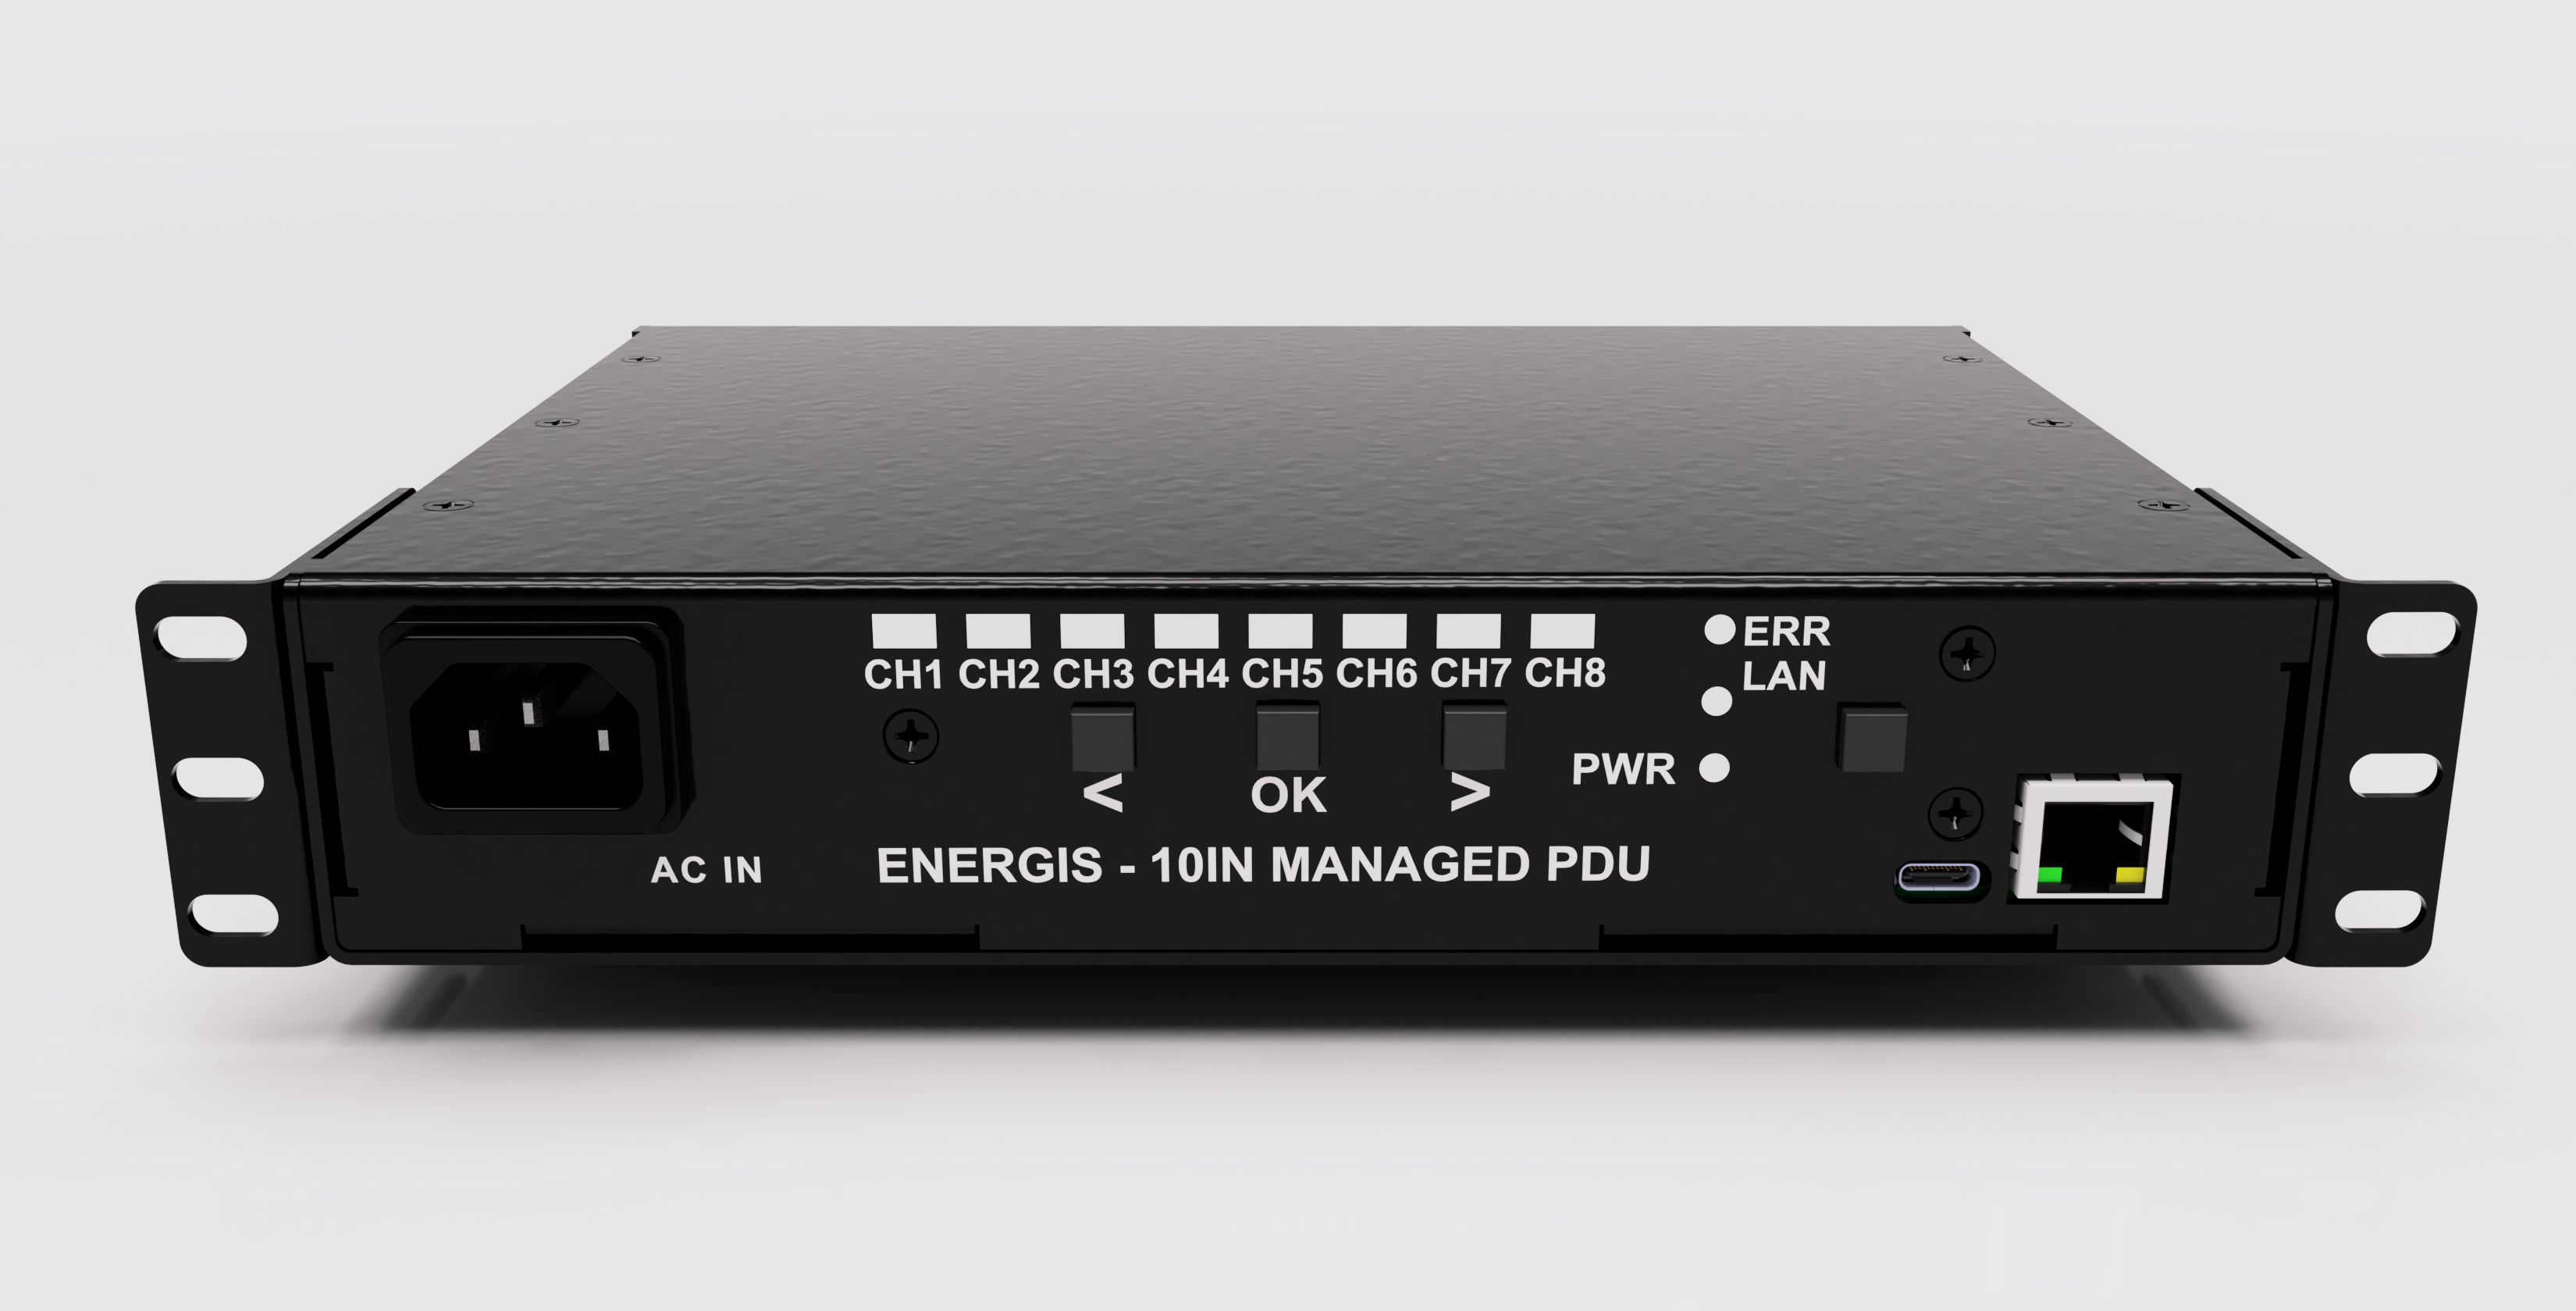 CH1 CH2 CH3 CH4 CH5 CH6 CH7 CH8
ERR
LAN
PWR
< OK >
AC IN
ENERGIS - 10IN MANAGED PDU